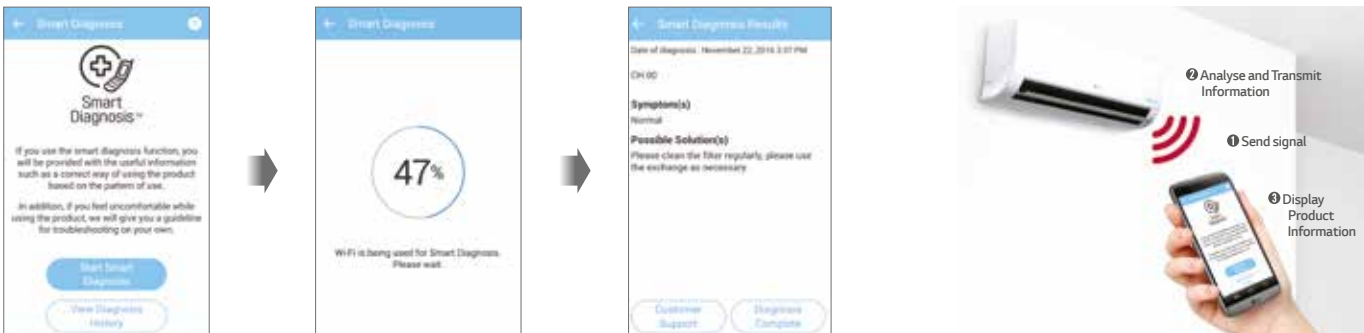 Smart Diagnosis
Smart
Diagnosis™
If you use the smart diagnosis function, you
will be provided with the useful information
such as a correct way of using the product
based on the pattern of use.
In addition, if you feel uncomfortable while
using the product, we will give you a guideline
for troubleshooting on your own.
Start Smart
Diagnosis
View Diagnosis
History
Smart Diagnosis
47%
Wi-Fi is being used for Smart Diagnosis.
Please wait.
Smart Diagnosis Results
Date of diagnosis : November 22, 2016 3:37 PM
CH 00
Symptom(s)
Normal
Possible Solution(s)
Please clean the filter regularly, please use
the exchange as necessary
Customer
Support
Diagnosis
Complete
❷ Analyse and Transmit
Information
❶ Send signal
❸ Display
Product
Information